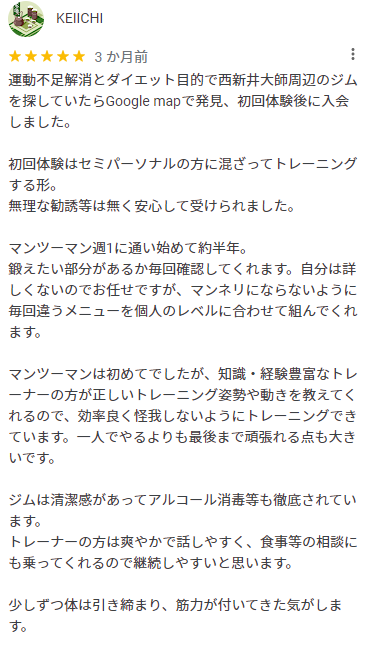 KEIICHI
★★★★★ 3 か月前
運動不足解消とダイエット目的で西新井大師周辺のジム
を探していたらGoogle mapで発見、初回体験後に入会
しました。
初回体験はセミパーソナルの方に混ざってトレーニング
する形。
無理な勧誘等は無く安心して受けられました。
マンツーマン週1に通い始めて約半年。
鍛えたい部分があるか毎回確認してくれます。自分は詳
しくないのでお任せですが、マンネリにならないように
毎回違うメニューを個人のレベルに合わせて組んでくれ
ます。
マンツーマンは初めてでしたが、知識・経験豊富なトレ
ーナーの方が正しいトレーニング姿勢や動きを教えてく
れるので、効率良く怪我しないようにトレーニングでき
ています。一人でやるよりも最後まで頑張れる点も大き
いです。
ジムは清潔感があってアルコール消毒等も徹底されてい
ます。
トレーナーの方は爽やかで話しやすく、食事等の相談に
も乗ってくれるので継続しやすいと思います。
少しずつ体は引き締まり、筋力が付いてきた気がしま
す。